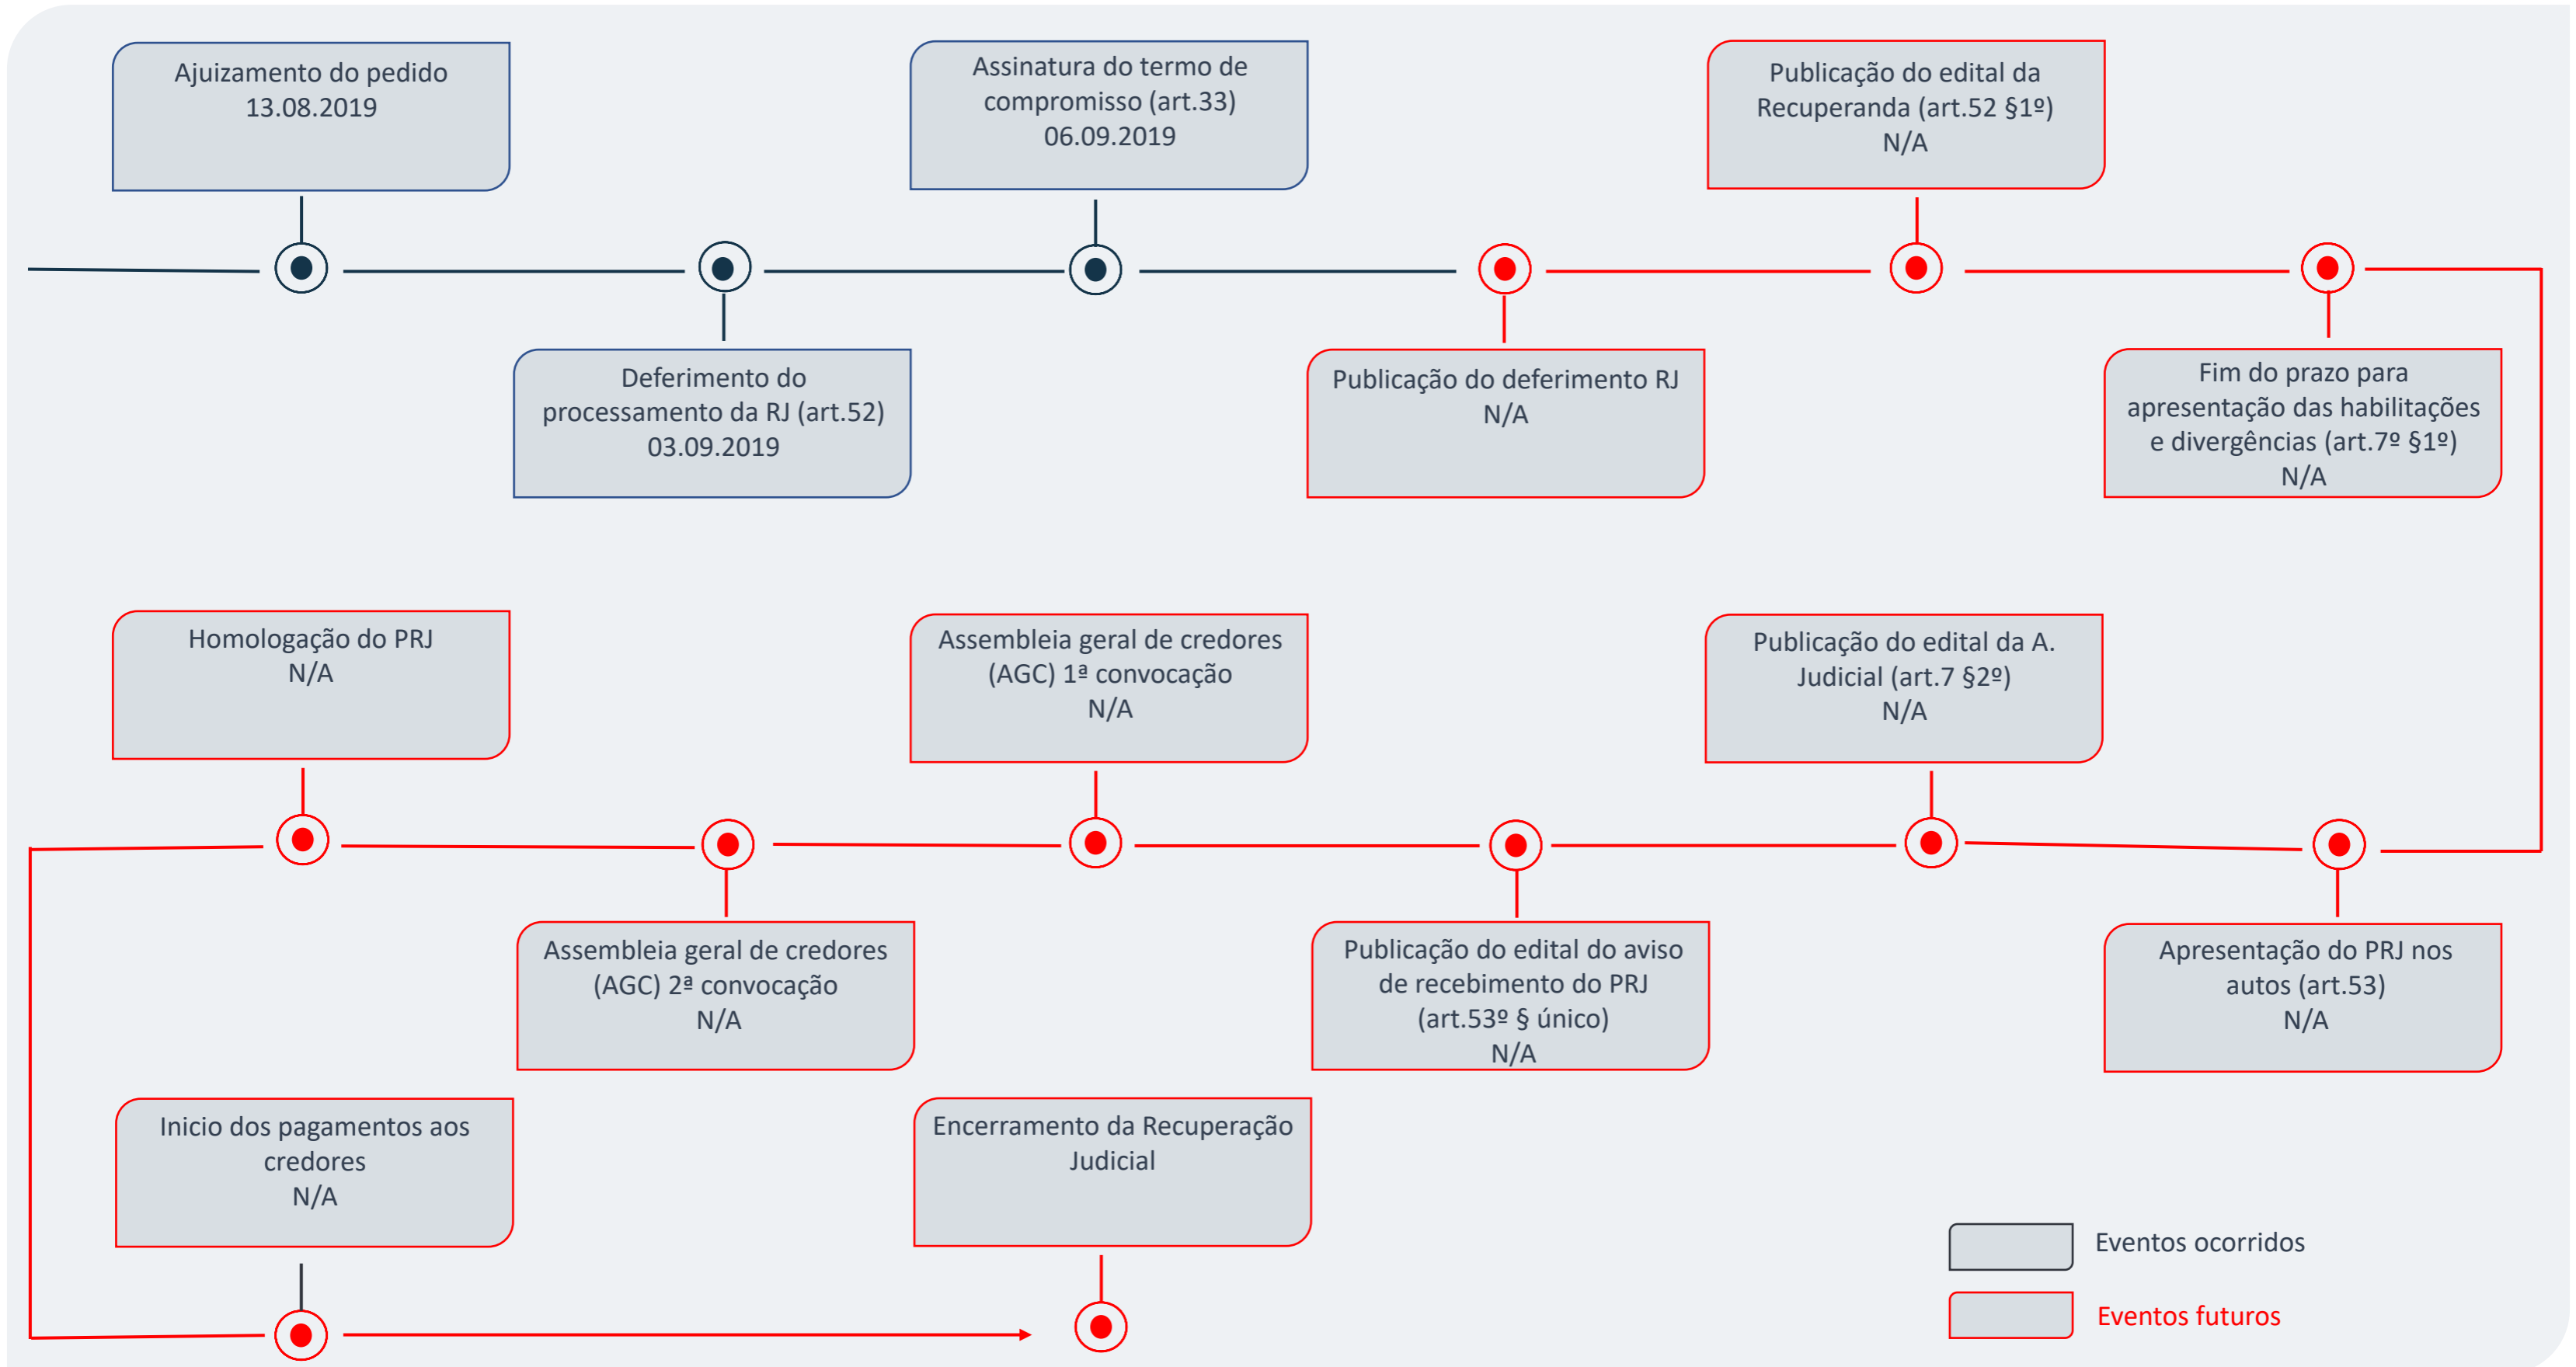 Ajuizamento do pedido
13.08.2019
Deferimento do
processamento da RJ (art.52)
03.09.2019
Assinatura do termo de
compromisso (art.33)
06.09.2019
Publicação do deferimento RJ
N/A
Publicação do edital da
Recuperanda (art.52 §1º)
N/A
Fim do prazo para
apresentação das habilitações
e divergências (art.7º §1º)
N/A
Apresentação do PRJ nos
autos (art.53)
N/A
Publicação do edital da A.
Judicial (art.7 §2º)
N/A
Publicação do edital do aviso
de recebimento do PRJ
(art.53º § único)
N/A
Assembleia geral de credores
(AGC) 1ª convocação
N/A
Assembleia geral de credores
(AGC) 2ª convocação
N/A
Homologação do PRJ
N/A
Inicio dos pagamentos aos
credores
N/A
Encerramento da Recuperação
Judicial
Eventos ocorridos
Eventos futuros